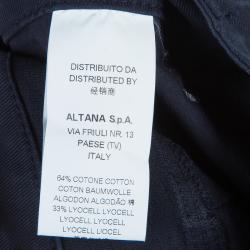 DISTRIBUITO DA
DISTRIBUTED BY
经销商
ALTANA S.p.A.
VIA FRIULI NR. 13
PAESE (TV)
ITALY
64% COTONE COTTON
COTON BAUMWOLLE
ALGODON ALGODÃO 棉
33% LYOCELL LYOCELL
LYOCELL LYOCELL
LYOCELL LYOCELL